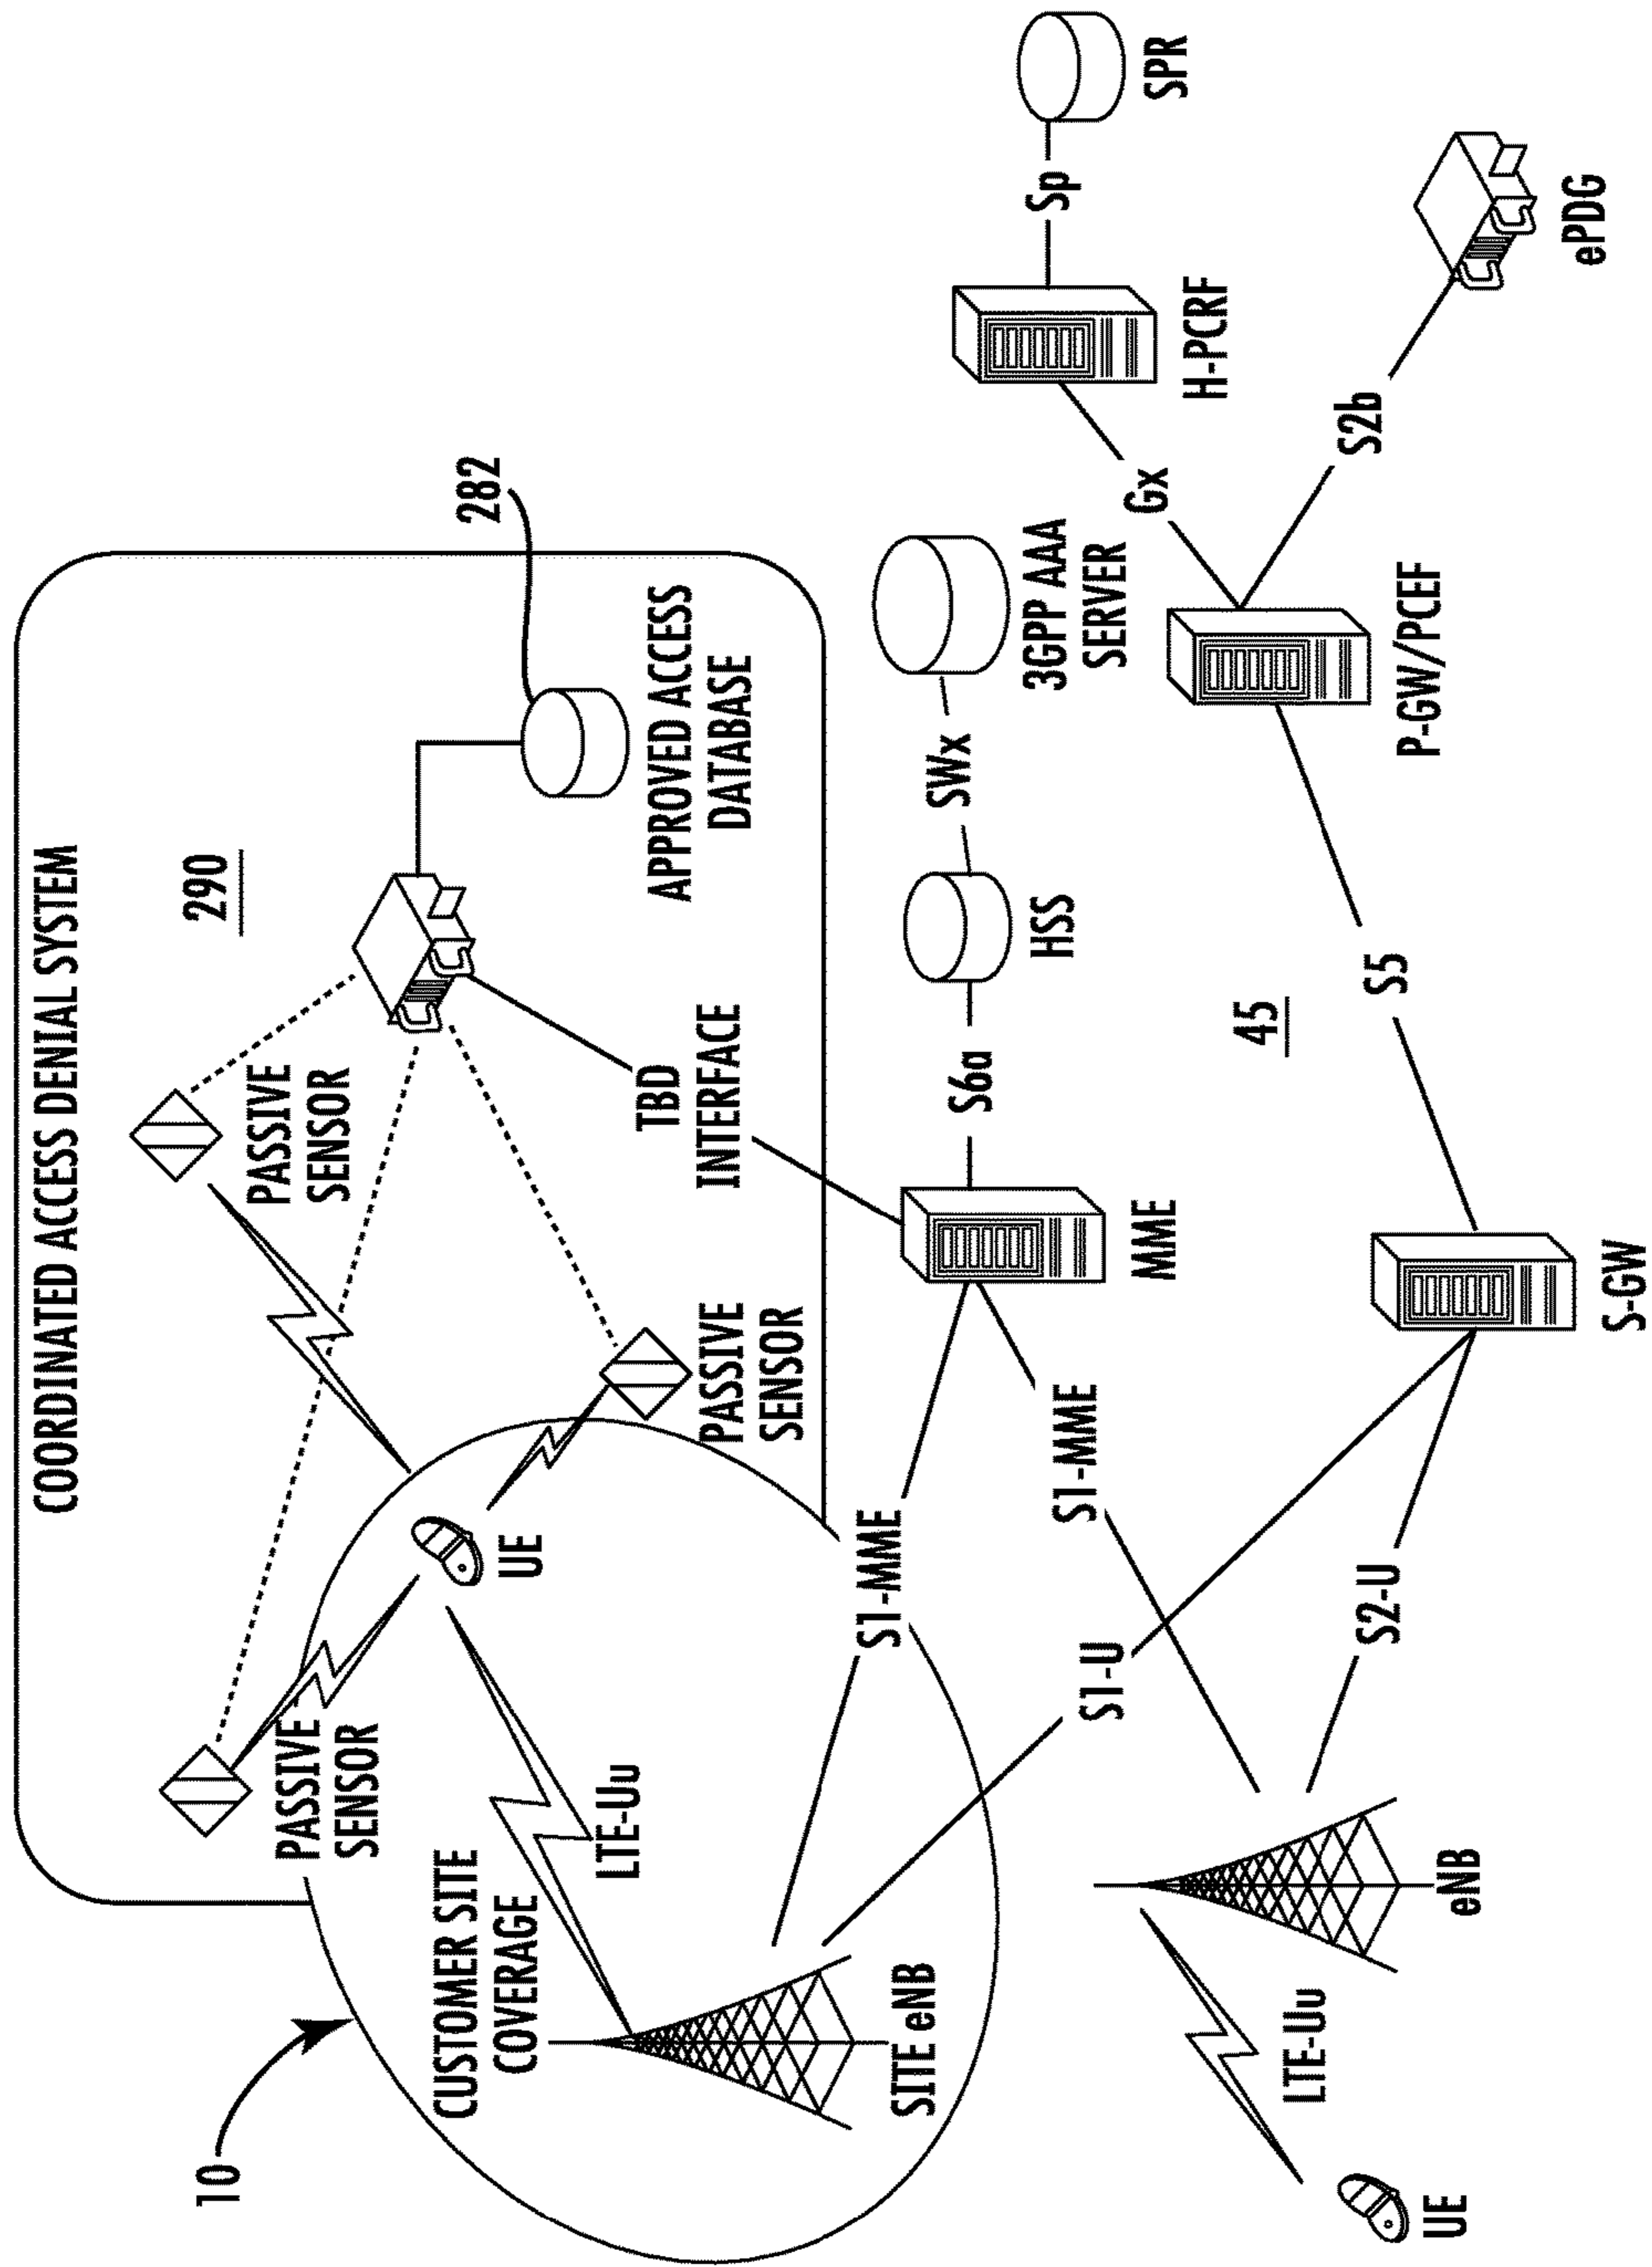 COORDINATED ACCESS DENIAL SYSTEM
10
PASSIVE
SENSOR
PASSIVE
SENSOR
290
282
CUSTOMER SITE
COVERAGE
LTE-Uu
UE
PASSIVE
SENSOR
TBD
INTERFACE
APPROVED ACCESS
DATABASE
SITE eNB
S1-MME
MME
S6a
HSS
SWx
3GPP AAA
SERVER
Sp
SPR
H-PCRF
S1-U
S1-MME
Gx
45
LTE-Uu
UE
eNB
S2-U
S-GW
S5
P-GW/PCEF
S2b
ePDG